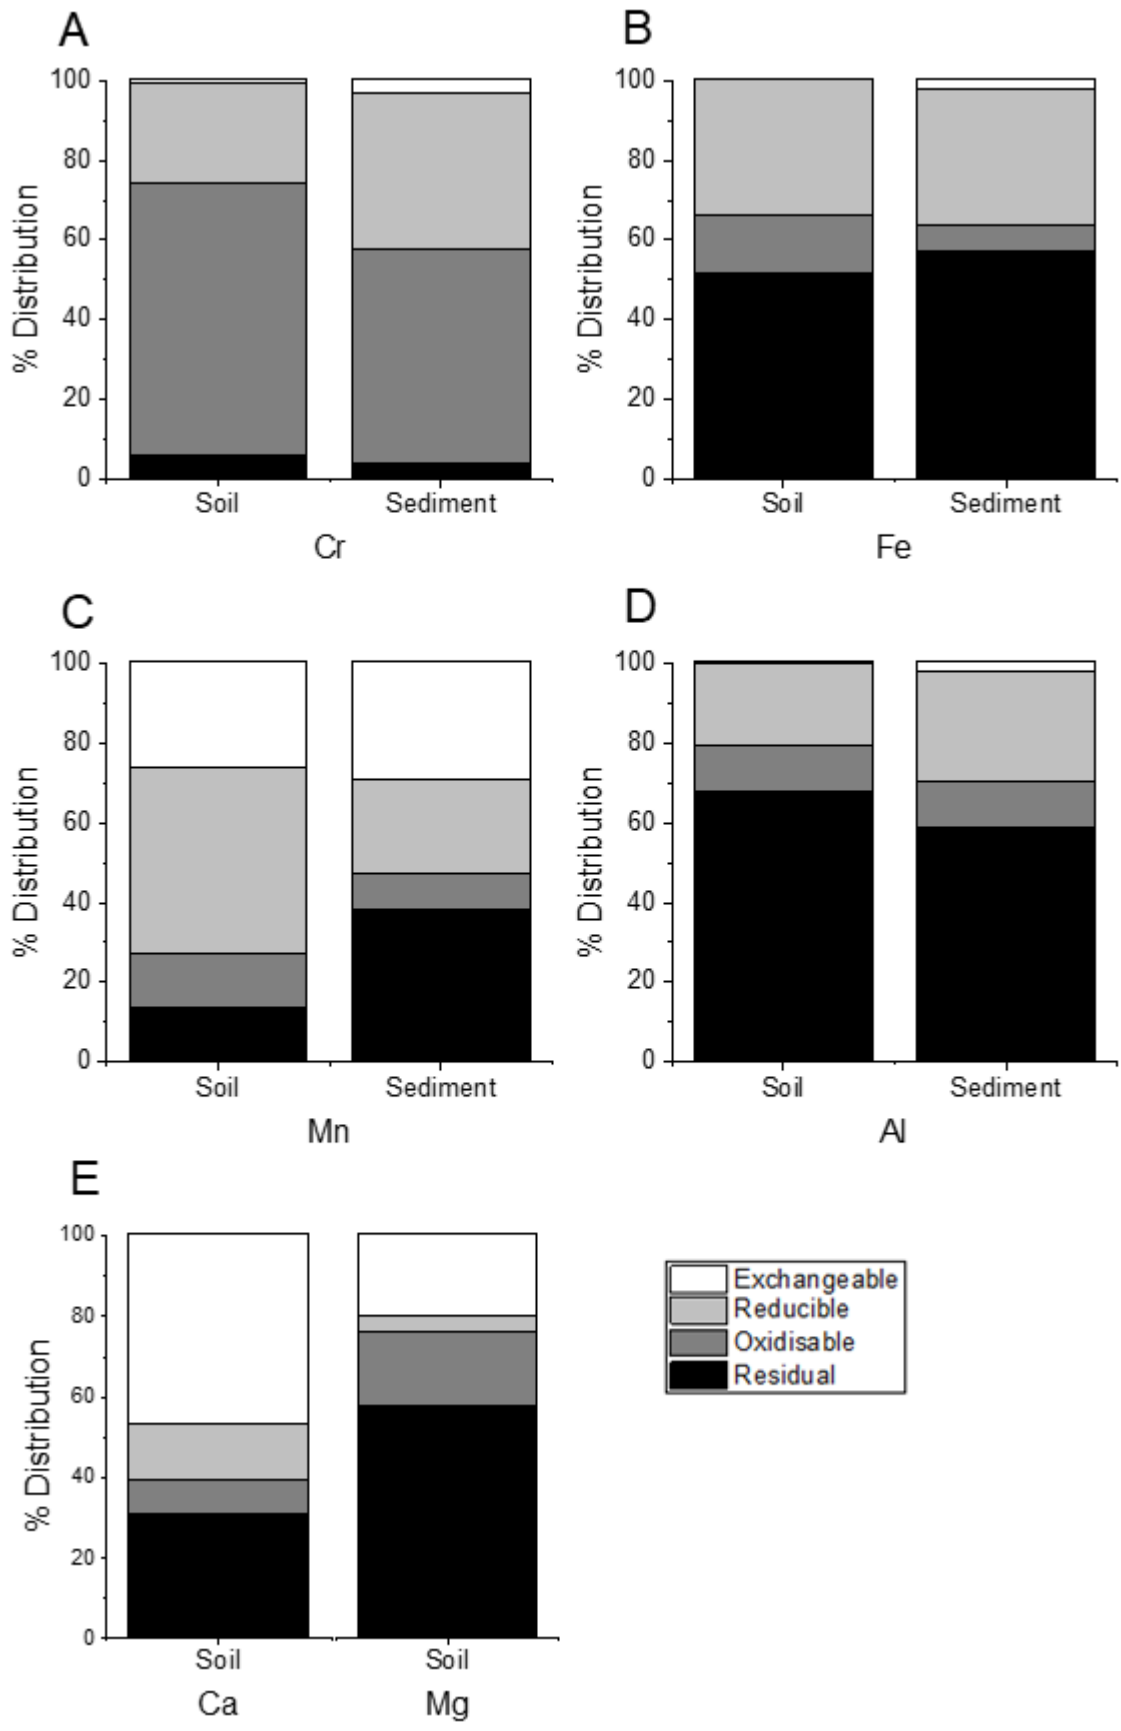 A
% Distribution
100
80
60
40
20
0
Soil Sediment
Cr
B
% Distribution
100
80
60
40
20
0
Soil Sediment
Fe
C
% Distribution
100
80
60
40
20
0
Soil Sediment
Mn
D
% Distribution
100
80
60
40
20
0
Soil Sediment
Al
E
% Distribution
100
80
60
40
20
0
Soil Soil
Ca Mg
Exchangeable
Reducible
Oxidisable
Residual